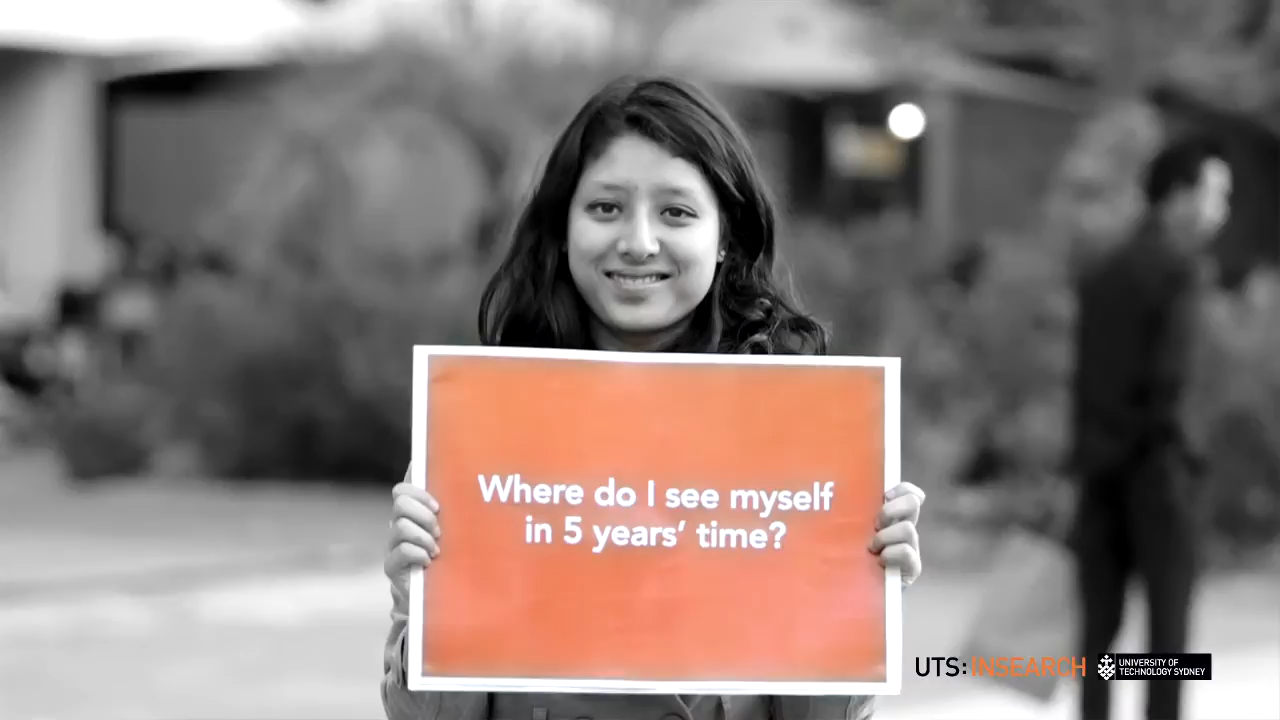 Where do I see myself
in 5 years' time?
UTS: INSEARCH
UNIVERSITY OF
TECHNOLOGY SYDNEY